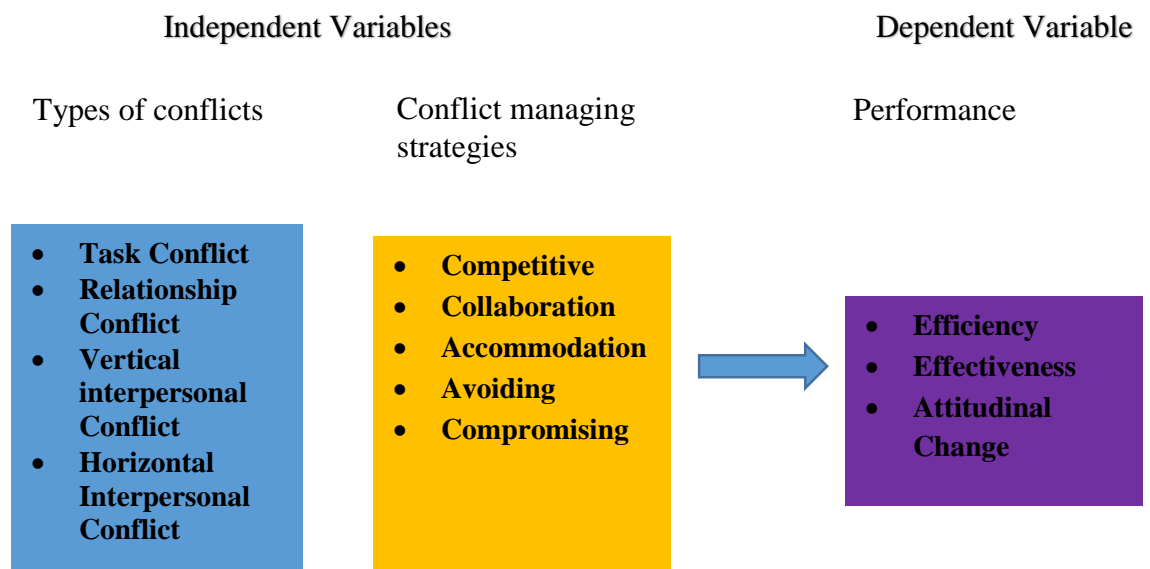 Independent Variables
Dependent Variable
Types of conflicts
Conflict managing
strategies
Performance
• Task Conflict
• Relationship
Conflict
• Vertical
interpersonal
Conflict
• Horizontal
Interpersonal
Conflict
• Competitive
• Collaboration
• Accommodation
• Avoiding
• Compromising
• Efficiency
• Effectiveness
• Attitudinal
Change